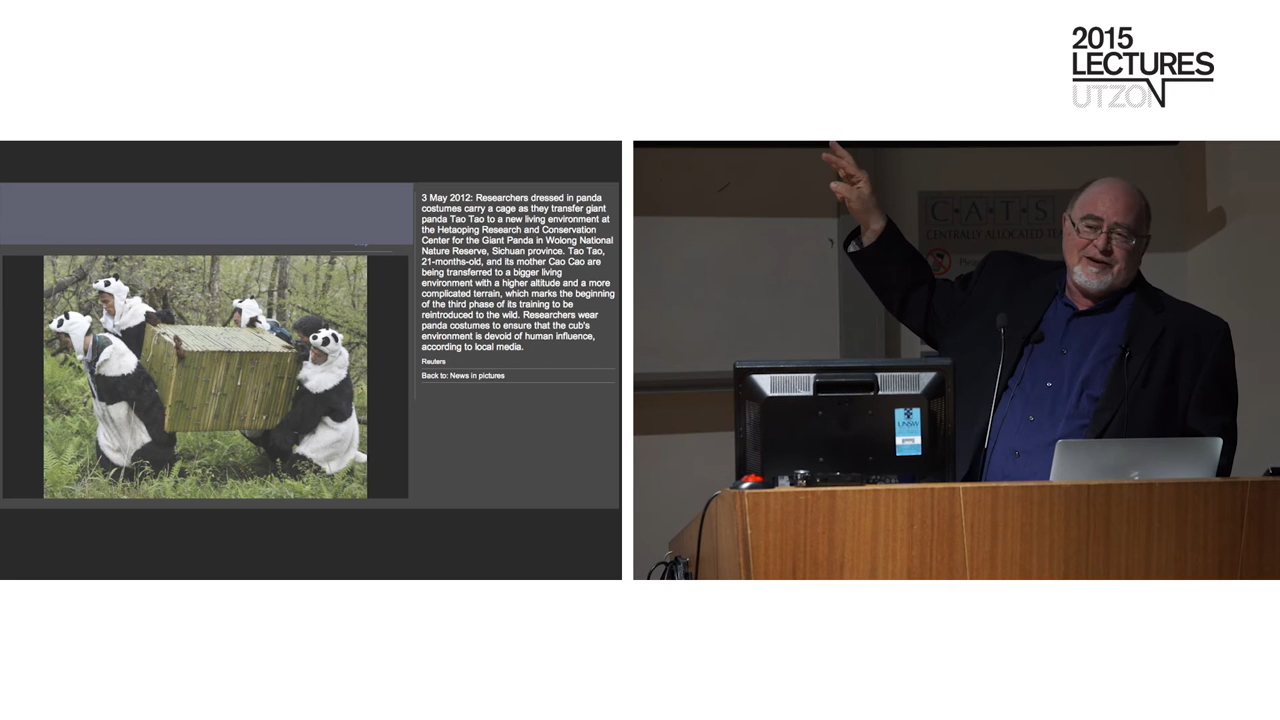 2015
LECTURES
UTZON
3 May 2012: Researchers dressed in panda
costumes carry a cage as they transfer giant
panda Tao Tao to a new living environment at
the Hetaoping Research and Conservation
Center for the Giant Panda in Wolong National
Nature Reserve, Sichuan province. Tao Tao,
21-months-old, and its mother Cao Cao are
being transferred to a bigger living
environment with a higher altitude and a more
complicated terrain, which marks the beginning
of the third phase of its training to be
reintroduced to the wild. Researchers wear
panda costumes to ensure that the cub's
environment is devoid of human influence,
according to local media.
Reuters
Back to: News in pictures
C·A·T·S
CENTRALLY ALLOCATED
UNSW